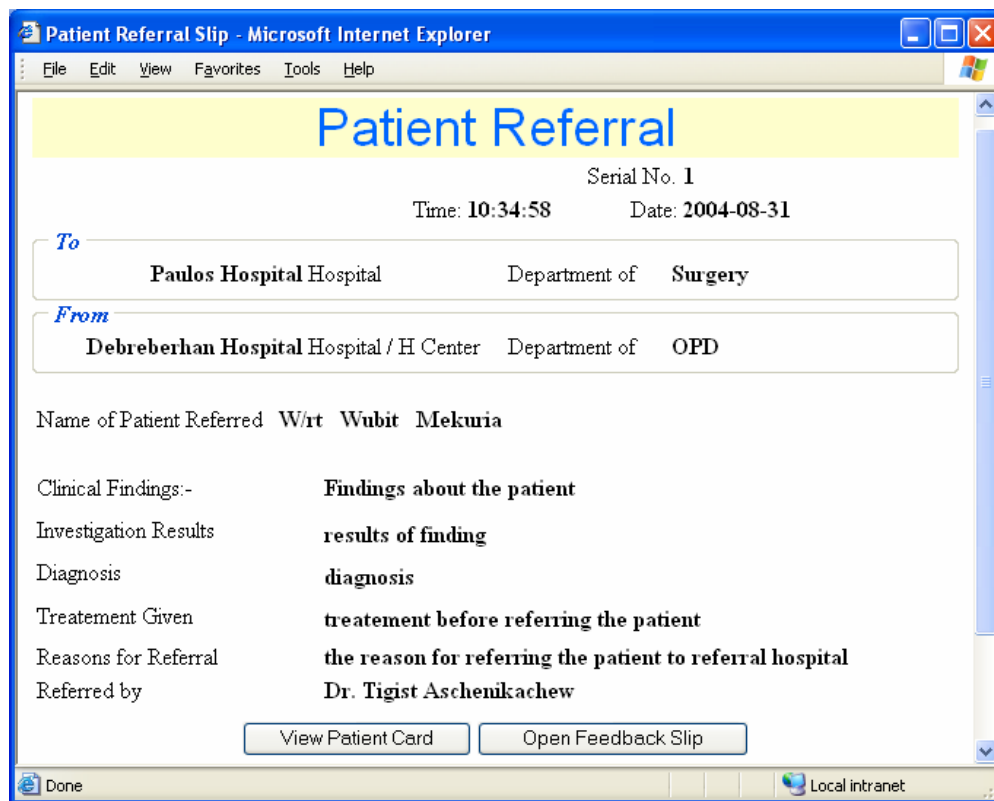 Patient Referral Slip - Microsoft Internet Explorer
File Edit View Favorites Tools Help
Patient Referral
Serial No. 1
Time: 10:34:58 Date: 2004-08-31
To
Paulos Hospital Hospital Department of Surgery
From
Debreberhan Hospital Hospital / H Center Department of OPD
Name of Patient Referred W/rt Wubit Mekuria
Clinical Findings:- Findings about the patient
Investigation Results results of finding
Diagnosis diagnosis
Treatement Given treatement before referring the patient
Reasons for Referral the reason for referring the patient to referral hospital
Referred by Dr. Tigist Aschenikachew
View Patient Card Open Feedback Slip
Done Local intranet